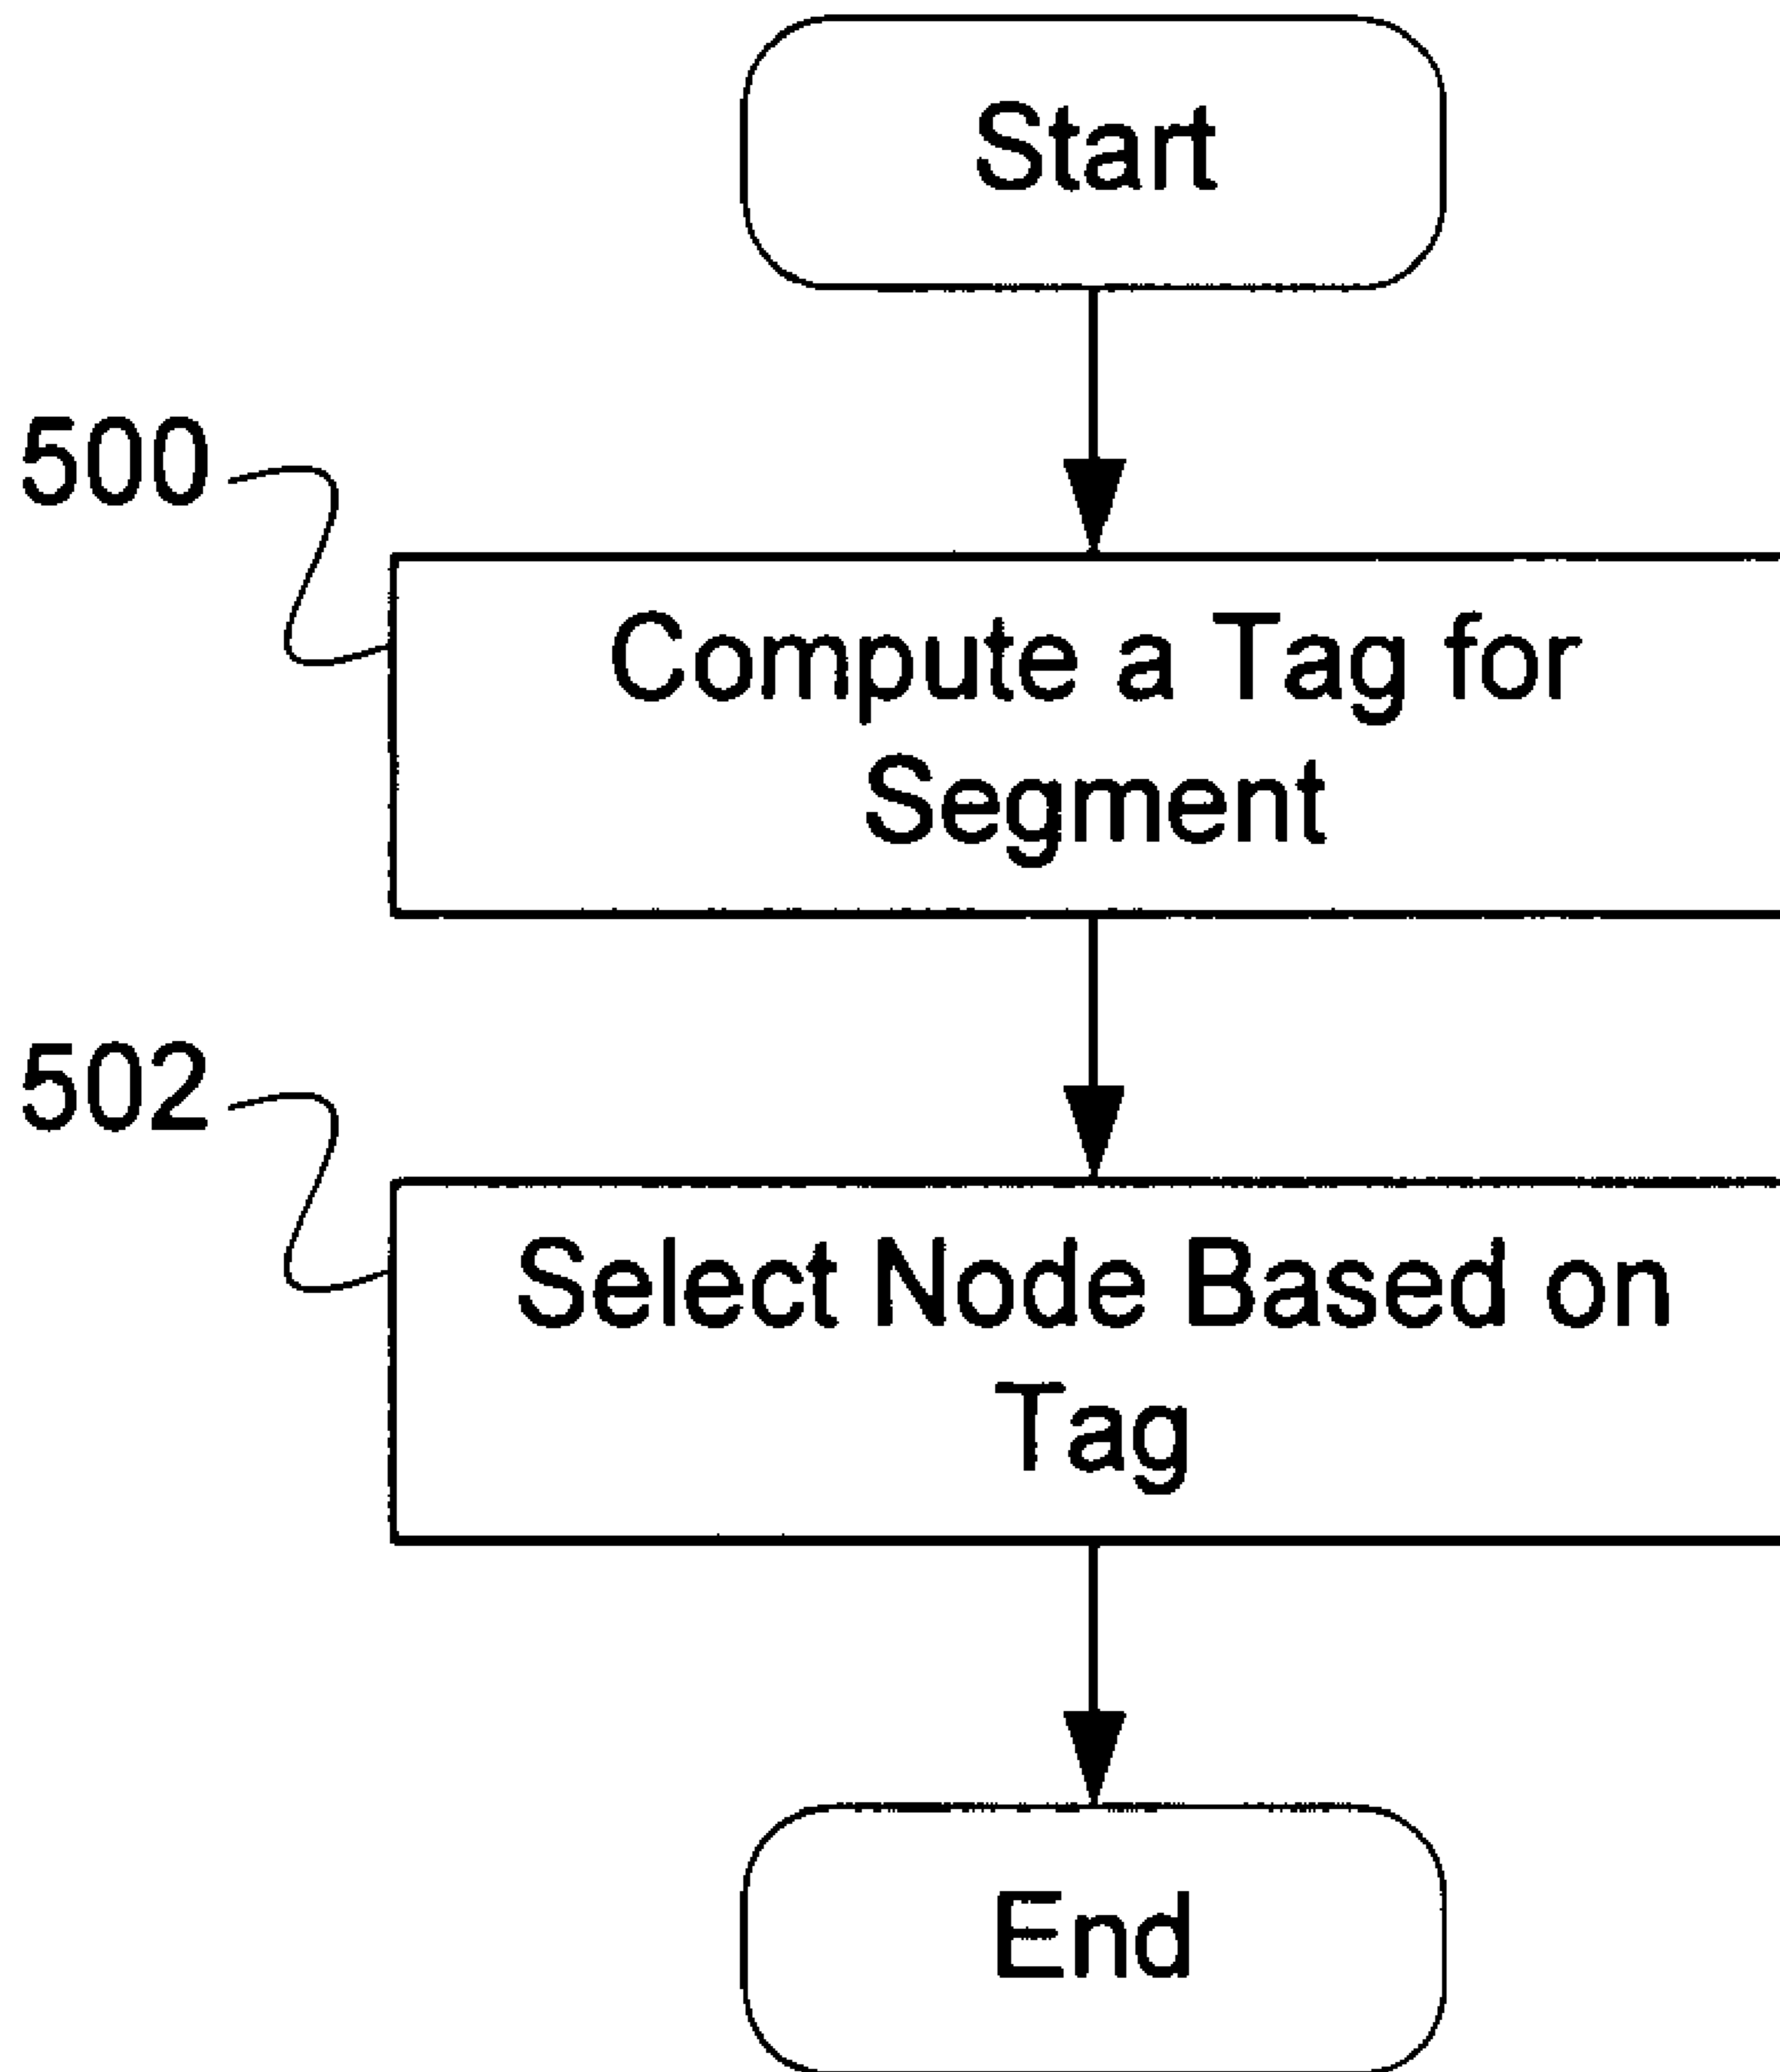 Start
500
Compute a Tag for
Segment
502
Select Node Based on
Tag
End